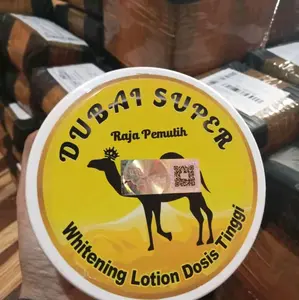 DUBAI SUPER
Raja Pemutih
Whitening Lotion Dosis Tinggi